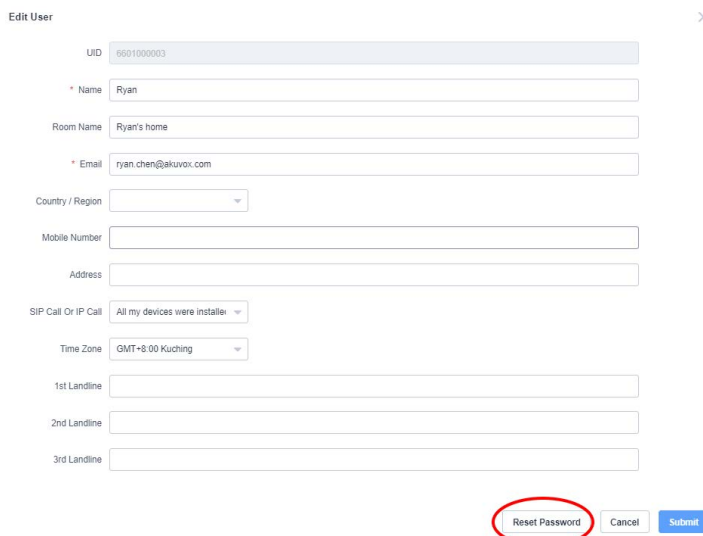 Edit User
UID 6601000003
* Name Ryan
Room Name Ryan's home
* Email ryan.chen@akuvox.com
Country / Region
Mobile Number
Address
SIP Call Or IP Call All my devices were installe
Time Zone GMT+8:00 Kuching
1st Landline
2nd Landline
3rd Landline
Reset Password Cancel Submit